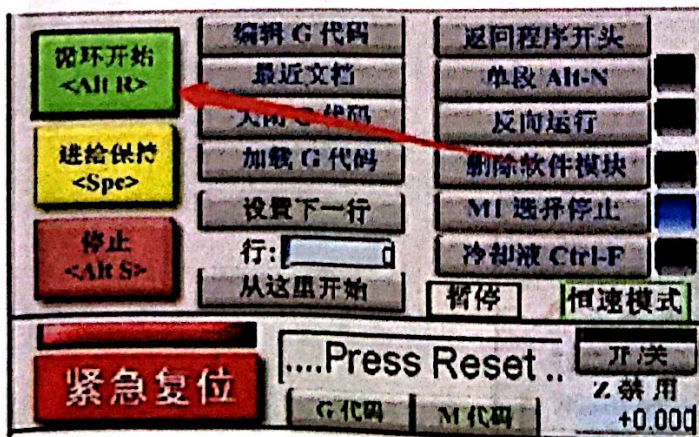 循环开始
<Alt R>
进给保持
<Spc>
停止
<Alt S>
编辑 G 代码
最近文档
关闭 G 代码
加载 G 代码
设置下一行
行:
从这里开始
返回程序开头
单段 Alt-N
反向运行
删除软件模块
M1 选择停止
冷却液 Ctrl-F
暂停
恒速模式
紧急复位
....Press Reset ..
G 代码
M 代码
开/关
Z 禁用
+0.000